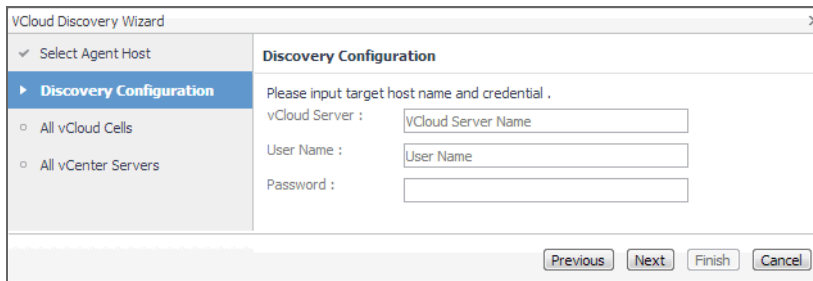 VCloud Discovery Wizard
Select Agent Host
Discovery Configuration
All vCloud Cells
All vCenter Servers
Discovery Configuration
Please input target host name and credential .
vCloud Server : VCloud Server Name
User Name : User Name
Password :
Previous Next Finish Cancel